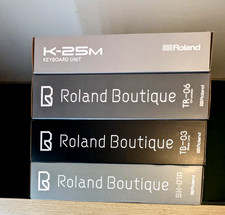 K-25M
KEYBOARD UNIT
Roland
Roland Boutique
TR-06
Roland
Roland Boutique
TB-03
Roland
Roland Boutique
SH-01A
Roland